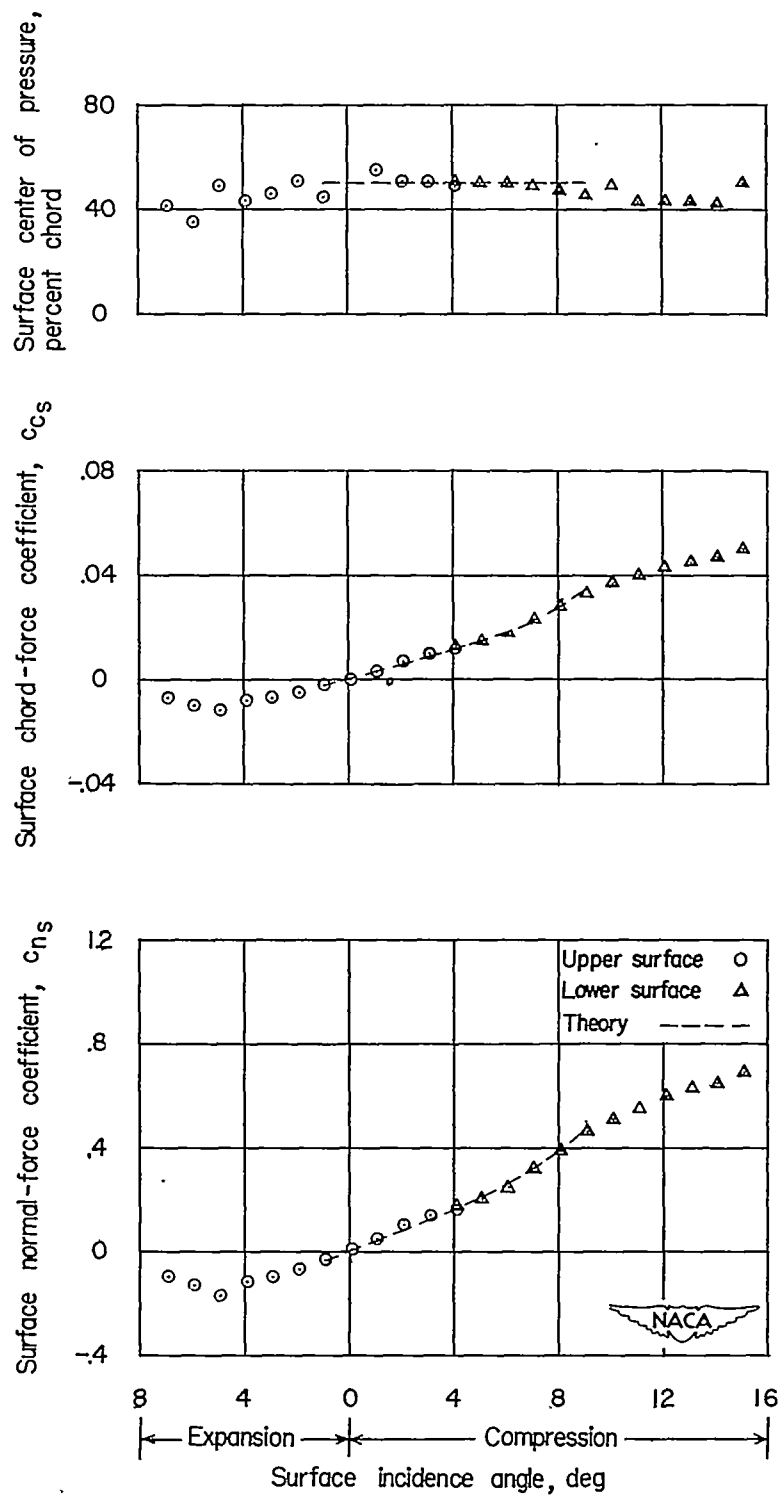 Surface center of pressure,
percent chord
80
40
0
Surface chord-force coefficient, c_cs
.08
.04
0
-.04
Surface normal-force coefficient, c_ns
1.2
.8
.4
0
-.4
Upper surface
Lower surface
Theory
NACA
8 4 0 4 8 12 16
Expansion Compression
Surface incidence angle, deg